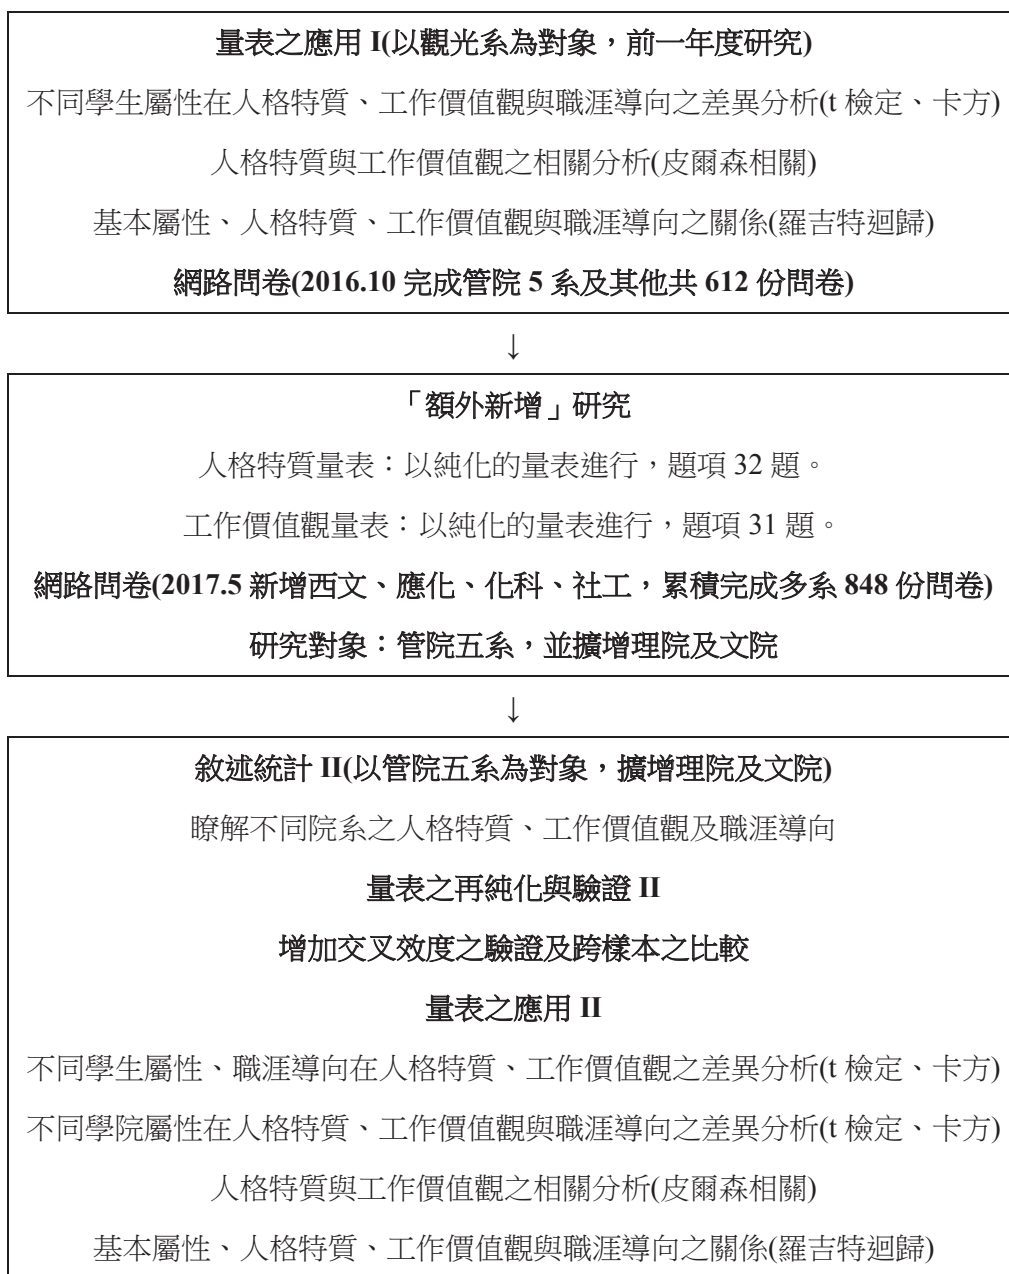 量表之應用 I(以觀光系為對象，前一年度研究)
不同學生屬性在人格特質、工作價值觀與職涯導向之差異分析(t 檢定、卡方)
人格特質與工作價值觀之相關分析(皮爾森相關)
基本屬性、人格特質、工作價值觀與職涯導向之關係(羅吉特迴歸)
網路問卷(2016.10 完成管院 5 系及其他共 612 份問卷)
↓
「額外新增」研究
人格特質量表：以純化的量表進行，題項 32 題。
工作價值觀量表：以純化的量表進行，題項 31 題。
網路問卷(2017.5 新增西文、應化、化科、社工，累積完成多系 848 份問卷)
研究對象：管院五系，並擴增理院及文院
↓
敘述統計 II(以管院五系為對象，擴增理院及文院)
瞭解不同院系之人格特質、工作價值觀及職涯導向
量表之再純化與驗證 II
增加交叉效度之驗證及跨樣本之比較
量表之應用 II
不同學生屬性、職涯導向在人格特質、工作價值觀之差異分析(t 檢定、卡方)
不同學院屬性在人格特質、工作價值觀與職涯導向之差異分析(t 檢定、卡方)
人格特質與工作價值觀之相關分析(皮爾森相關)
基本屬性、人格特質、工作價值觀與職涯導向之關係(羅吉特迴歸)